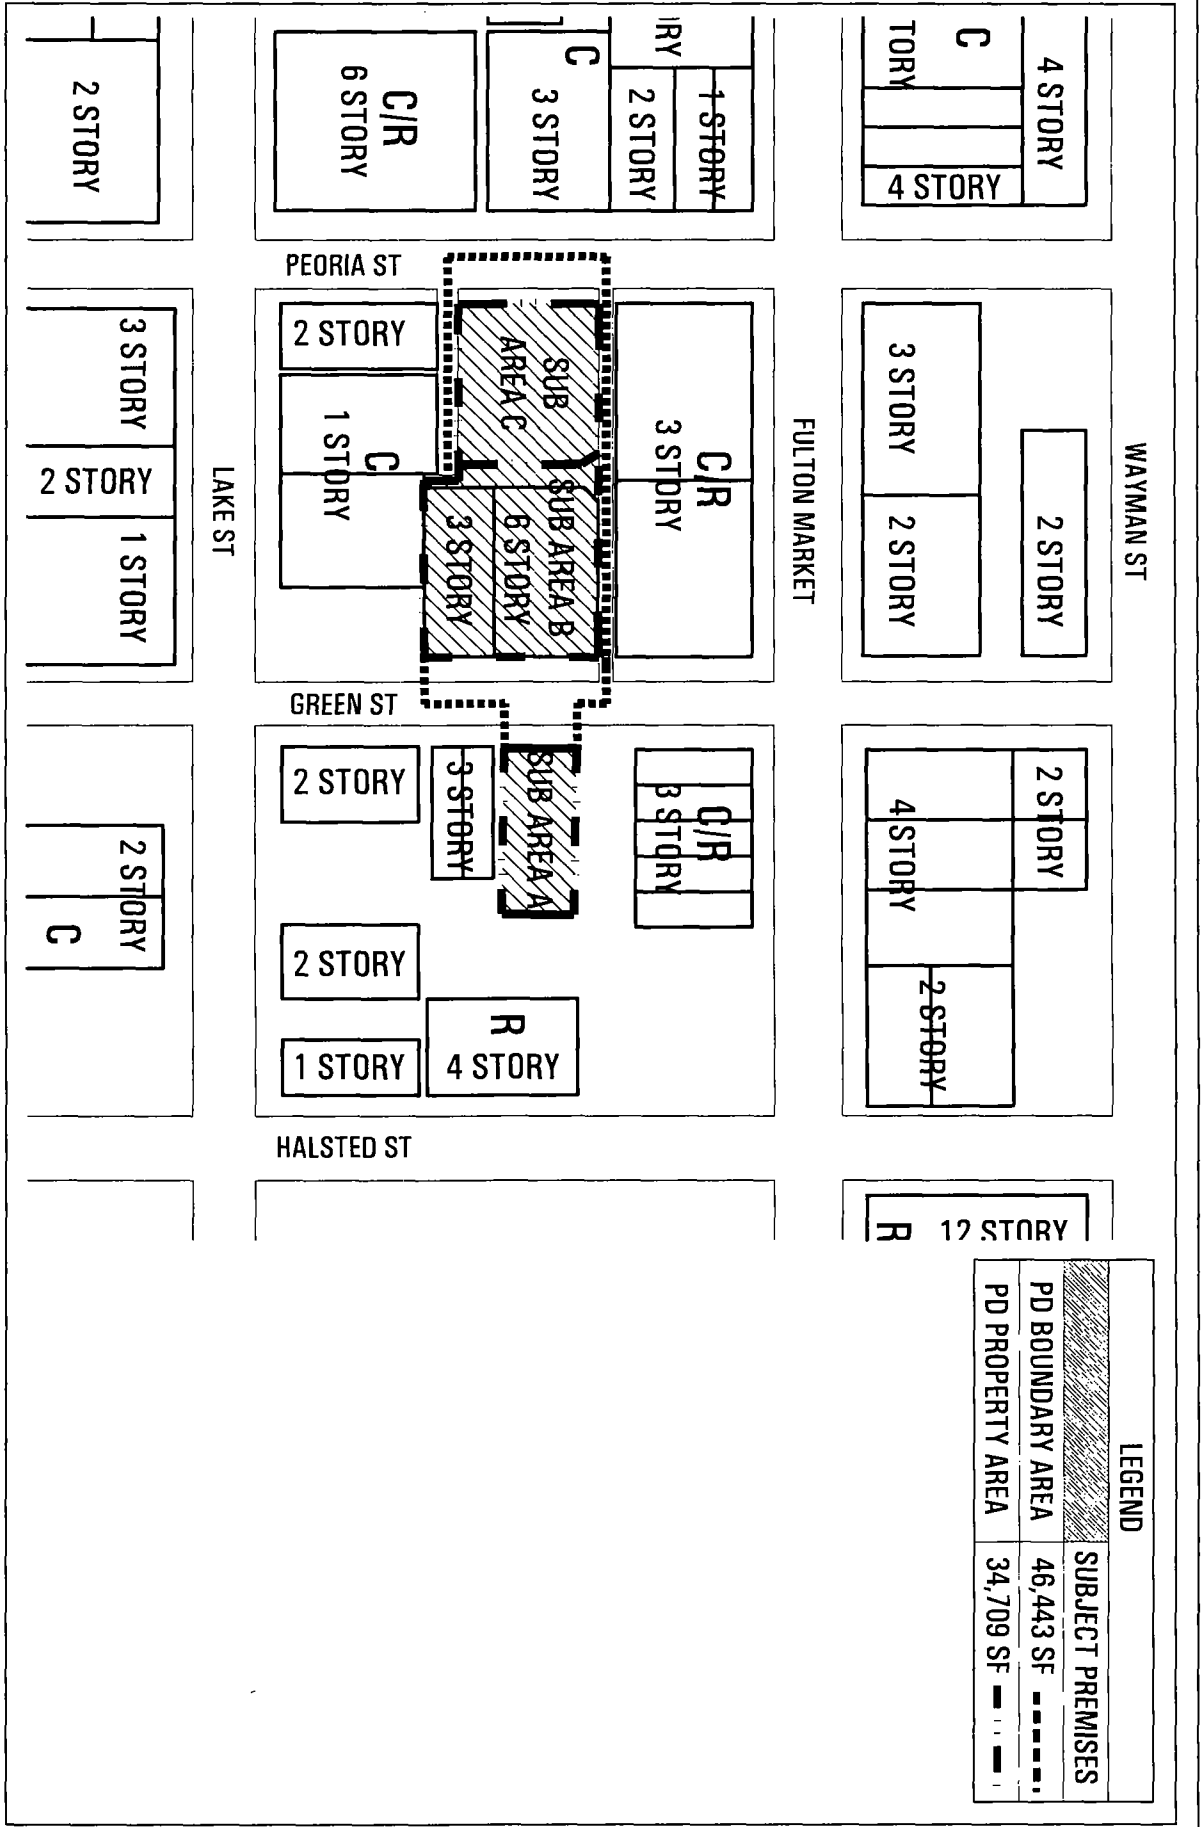 2 STORY
C/R
6 STORY
C
3 STORY
RY
2 STORY
1 STORY
C
TORY
4 STORY
4 STORY
PEORIA ST
3 STORY
2 STORY
1 STORY
LAKE ST
2 STORY
C
1 STORY
SUB
AREA C
SUB AREA B
6 STORY
3 STORY
C/R
3 STORY
FULTON MARKET
3 STORY
2 STORY
2 STORY
WAYMAN ST
GREEN ST
2 STORY
3 STORY
SUB AREA A
C/R
3 STORY
2 STORY
4 STORY
2 STORY
2 STORY
C
2 STORY
1 STORY
R
4 STORY
HALSTED ST
R
12 STORY
LEGEND
SUBJECT PREMISES
PD BOUNDARY AREA 46,443 SF
PD PROPERTY AREA 34,709 SF